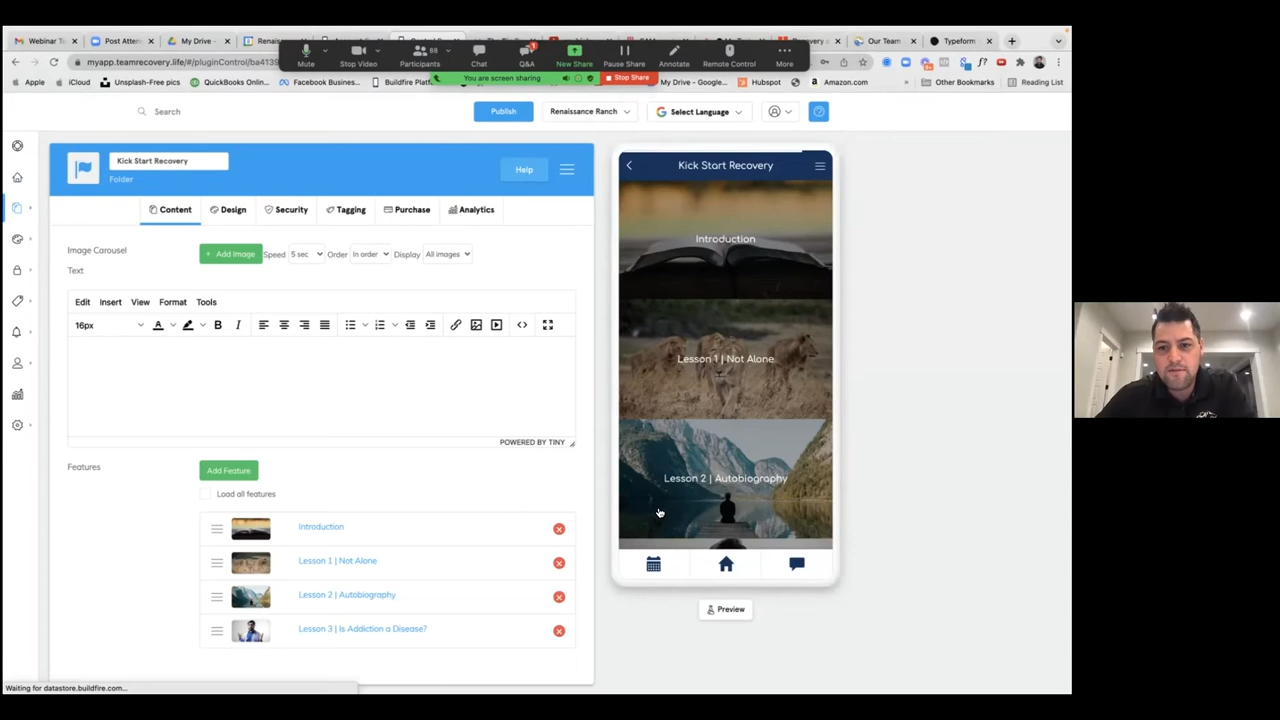 Webinar T
Post Atten
My Drive -
Renais
Our Team
Typeform
Mute
Stop Video
88
Participants
Chat
1
Q&A
New Share
Pause Share
Annotate
Remote Control
More
myapp.teamrecovery.life/#/pluginControl/ba4139
You are screen sharing
Stop Share
Apple
iCloud
Unsplash-Free pics
QuickBooks Online
Facebook Business...
Buildfire Platf
My Drive - Google...
Hubspot
Amazon.com
Other Bookmarks
Reading List
Search
Publish
Renaissance Ranch
Select Language
Kick Start Recovery
Folder
Help
Content
Design
Security
Tagging
Purchase
Analytics
Image Carousel
+ Add Image
Speed
5 sec
Order
In order
Display
All images
Text
Edit
Insert
View
Format
Tools
16px
A
B
I
POWERED BY TINY
Features
Add Feature
Load all features
Introduction
Lesson 1 | Not Alone
Lesson 2 | Autobiography
Lesson 3 | Is Addiction a Disease?
Kick Start Recovery
Introduction
Lesson 1 | Not Alone
Lesson 2 | Autobiography
Preview
Waiting for datastore.buildfire.com...